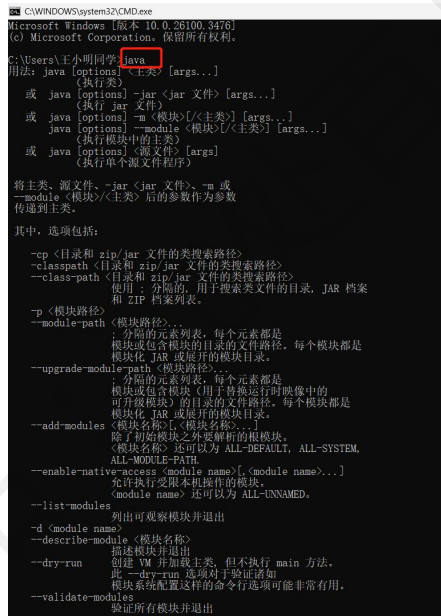 C:\WINDOWS\system32\CMD.exe
Microsoft Windows [版本 10.0.26100.3476]
(c) Microsoft Corporation。保留所有权利。
C:\Users\王小明同学>java
用法：java [options] <主类> [args...]
(执行类)
或 java [options] -jar <jar 文件> [args...]
(执行 jar 文件)
或 java [options] -m <模块>[/<主类>] [args...]
java [options] --module <模块>[/<主类>] [args...]
(执行模块中的主类)
或 java [options] <源文件> [args]
(执行单个源文件程序)
将主类、源文件、-jar <jar 文件>、-m 或
--module <模块>/<主类> 后的参数作为参数
传递到主类。
其中，选项包括:
-cp <目录和 zip/jar 文件的类搜索路径>
-classpath <目录和 zip/jar 文件的类搜索路径>
--class-path <目录和 zip/jar 文件的类搜索路径>
使用 ; 分隔的, 用于搜索类文件的目录, JAR 档案
和 ZIP 档案列表。
-p <模块路径>
--module-path <模块路径>...
; 分隔的元素列表，每个元素都是
模块或包含模块的目录的文件路径。每个模块都是
模块化 JAR 或展开的模块目录。
--upgrade-module-path <模块路径>...
; 分隔的元素列表，每个元素都是
模块或包含模块（用于替换运行时映像中的
可升级模块）的目录的文件路径。每个模块都是
模块化 JAR 或展开的模块目录。
--add-modules <模块名称>[,<模块名称>...]
除了初始模块之外要解析的根模块。
<模块名称> 还可以为 ALL-DEFAULT, ALL-SYSTEM,
ALL-MODULE-PATH.
--enable-native-access <module name>[,<module name>...]
允许执行受限本机操作的模块。
<module name> 还可以为 ALL-UNNAMED。
--list-modules
列出可观察模块并退出
-d <module name>
--describe-module <模块名称>
描述模块并退出
--dry-run 创建 VM 并加载主类, 但不执行 main 方法。
此 --dry-run 选项对于验证诸如
模块系统配置这样的命令行选项可能非常有用。
--validate-modules
验证所有模块并退出